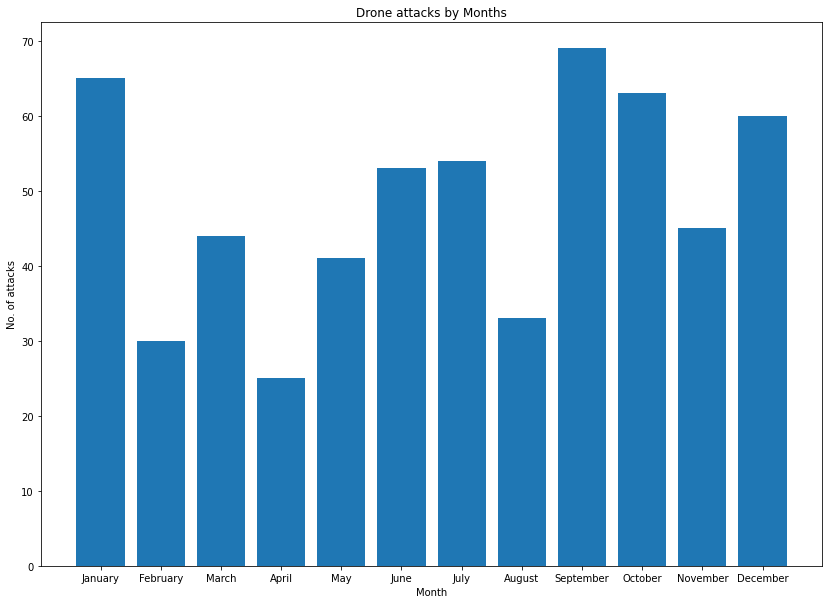 Drone attacks by Months
No. of attacks
70
60
50
40
30
20
10
0
January February March April May June July August September October November December
Month